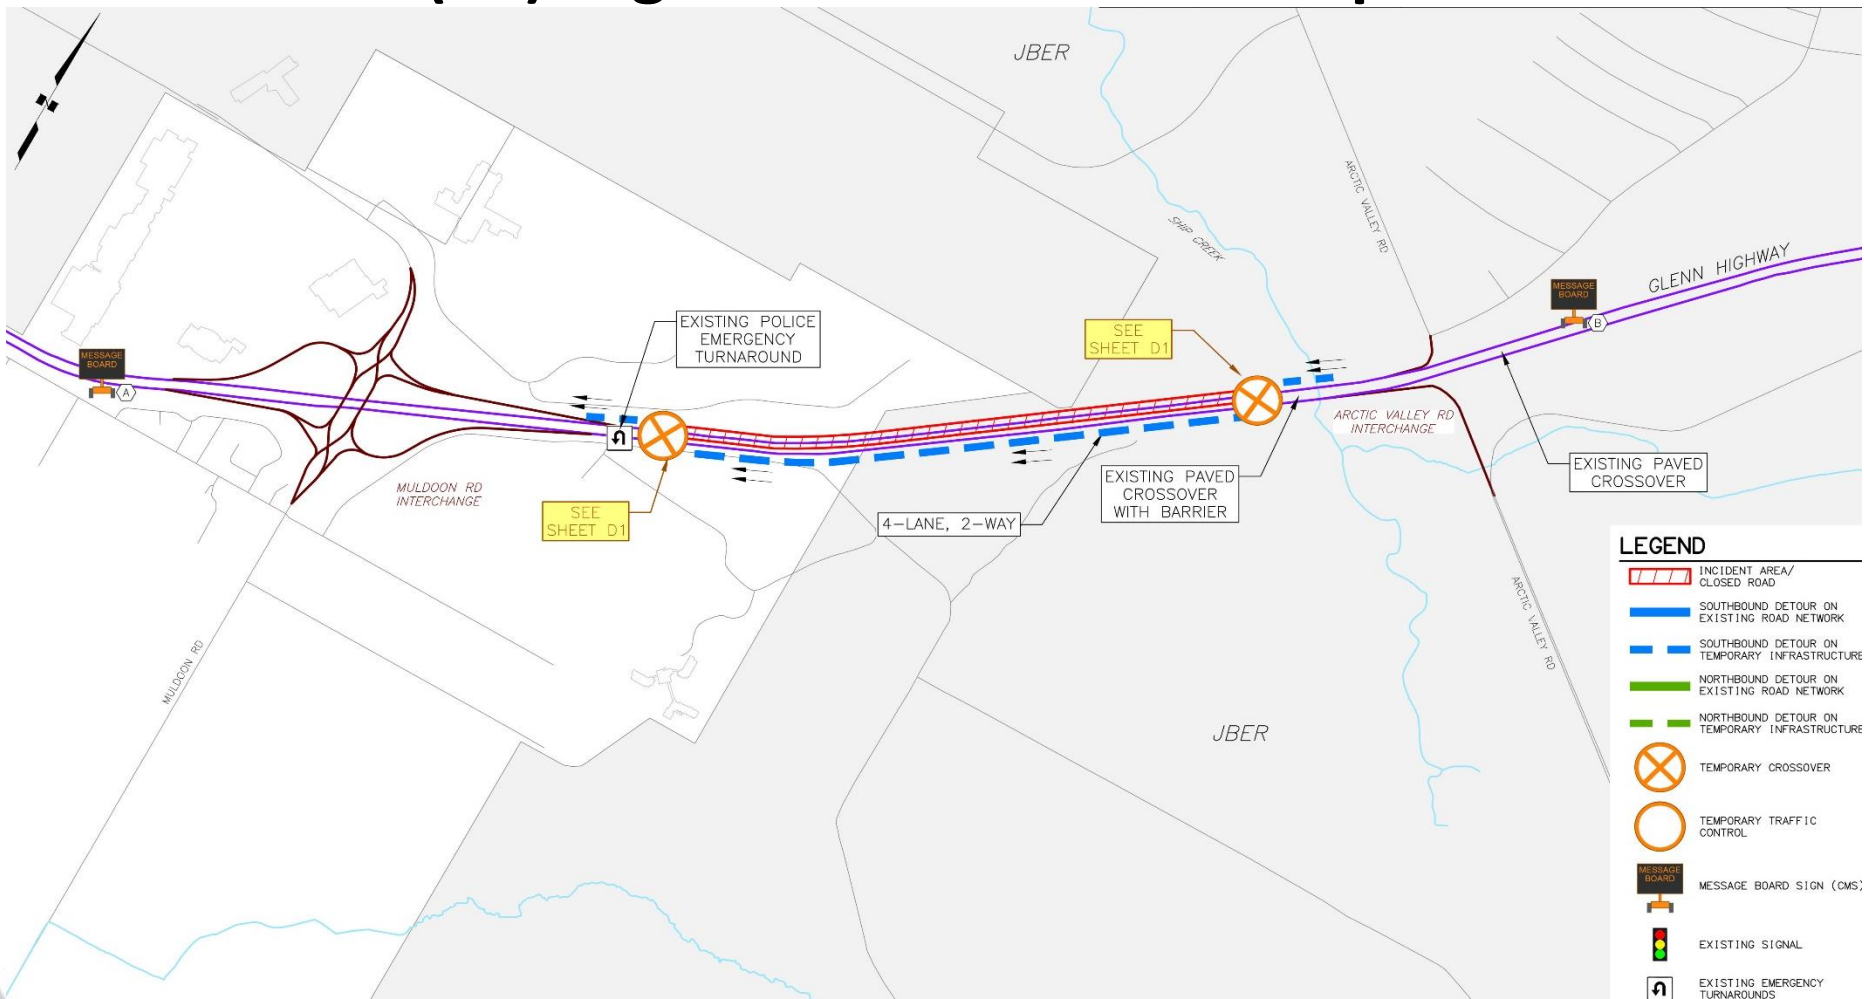 JBER
ARCTIC VALLEY RD
SHIP CREEK
GLENN HIGHWAY
MESSAGE
BOARD
B
EXISTING POLICE
EMERGENCY
TURNAROUND
SEE
SHEET D1
MESSAGE
BOARD
A
ARCTIC VALLEY RD
INTERCHANGE
EXISTING PAVED
CROSSOVER
EXISTING PAVED
CROSSOVER
WITH BARRIER
MULDOON RD
INTERCHANGE
SEE
SHEET D1
4-LANE, 2-WAY
MULDOON RD
ARCTIC VALLEY RD
JBER
N
LEGEND
INCIDENT AREA/
CLOSED ROAD
SOUTHBOUND DETOUR ON
EXISTING ROAD NETWORK
SOUTHBOUND DETOUR ON
TEMPORARY INFRASTRUCTURE
NORTHBOUND DETOUR ON
EXISTING ROAD NETWORK
NORTHBOUND DETOUR ON
TEMPORARY INFRASTRUCTURE
TEMPORARY CROSSOVER
TEMPORARY TRAFFIC
CONTROL
MESSAGE
BOARD
MESSAGE BOARD SIGN (CMS)
EXISTING SIGNAL
EXISTING EMERGENCY
TURNAROUNDS